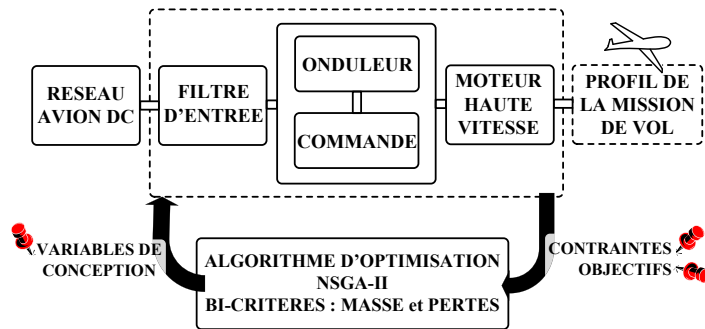 RESEAU
AVION DC
FILTRE
D'ENTREE
ONDULEUR
COMMANDE
MOTEUR
HAUTE
VITESSE
PROFIL DE
LA MISSION
DE VOL
VARIABLES DE
CONCEPTION
ALGORITHME D'OPTIMISATION
NSGA-II
BI-CRITERES : MASSE et PERTES
CONTRAINTES
OBJECTIFS